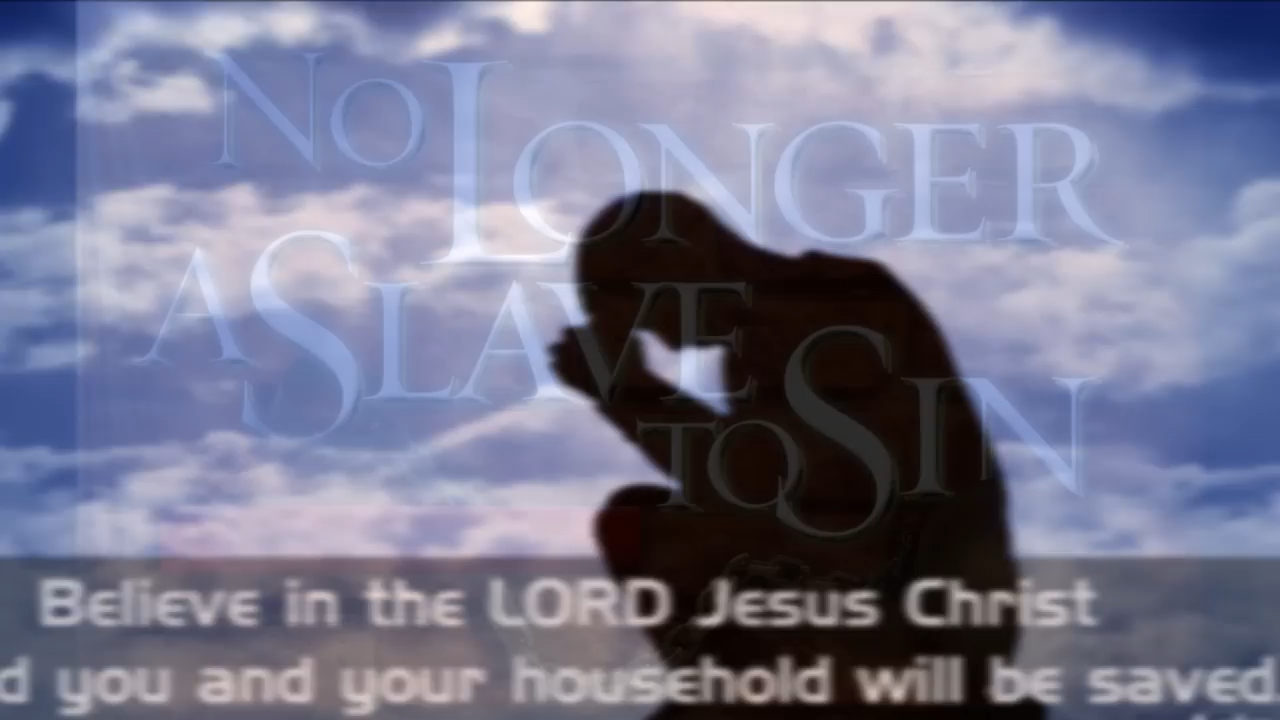 No LONGER
A SLAVE
TO SIN
Believe in the LORD Jesus Christ
d you and your household will be saved